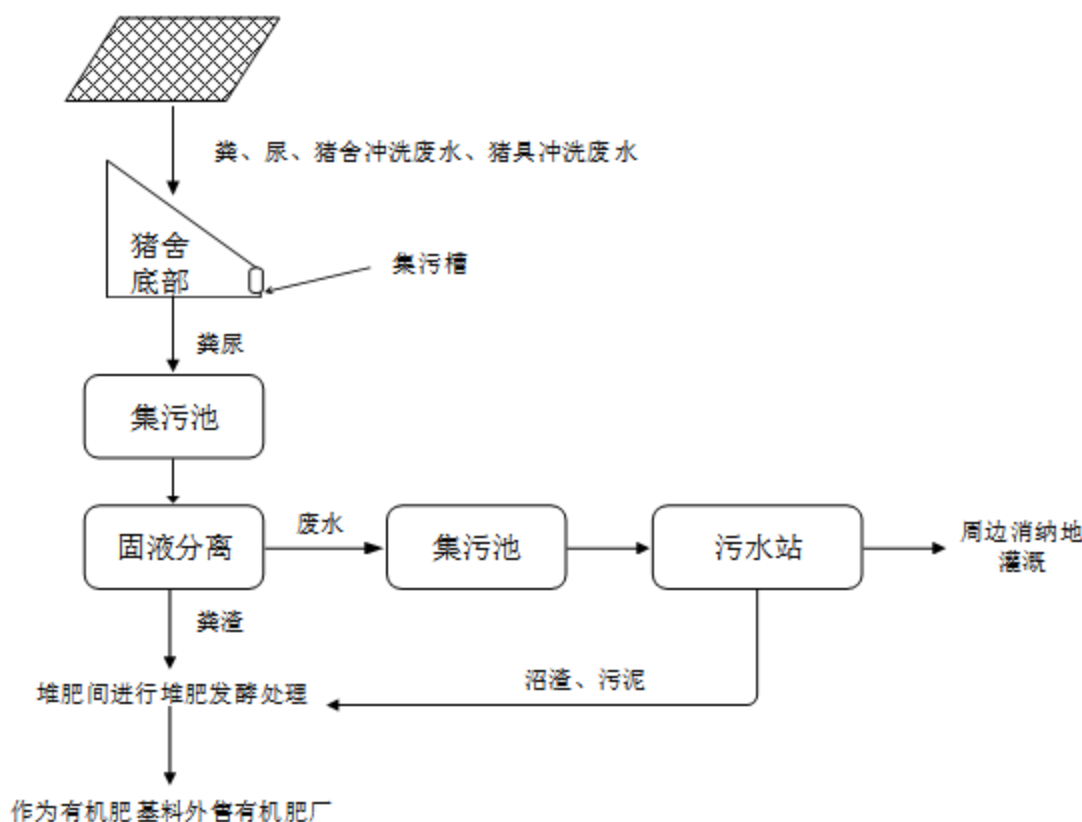 粪、尿、猪舍冲洗废水、猪具冲洗废水
猪舍
底部
集污槽
粪尿
集污池
固液分离
废水
集污池
污水站
周边消纳地
灌溉
粪渣
沼渣、污泥
堆肥间进行堆肥发酵处理
作为有机肥基料外售有机肥厂